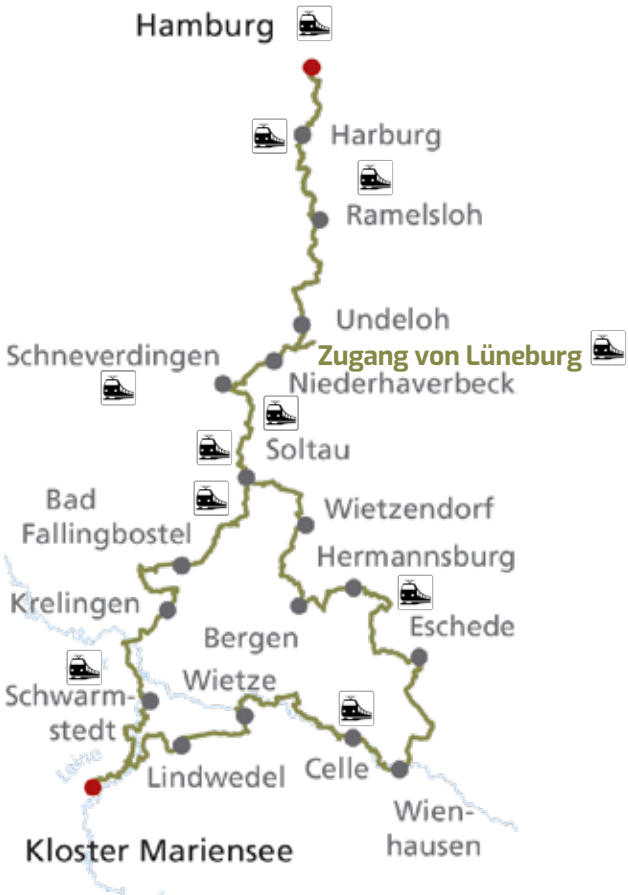 Hamburg
Harburg
Ramelsloh
Undeloh
Schneverdingen
Zugang von Lüneburg
Niederhaverbeck
Soltau
Bad
Fallingbostel
Wietzendorf
Hermannsburg
Krelingen
Bergen
Eschede
Wietze
Schwarm-
stedt
Leine
Lindwedel
Celle
Wien-
hausen
Kloster Mariensee